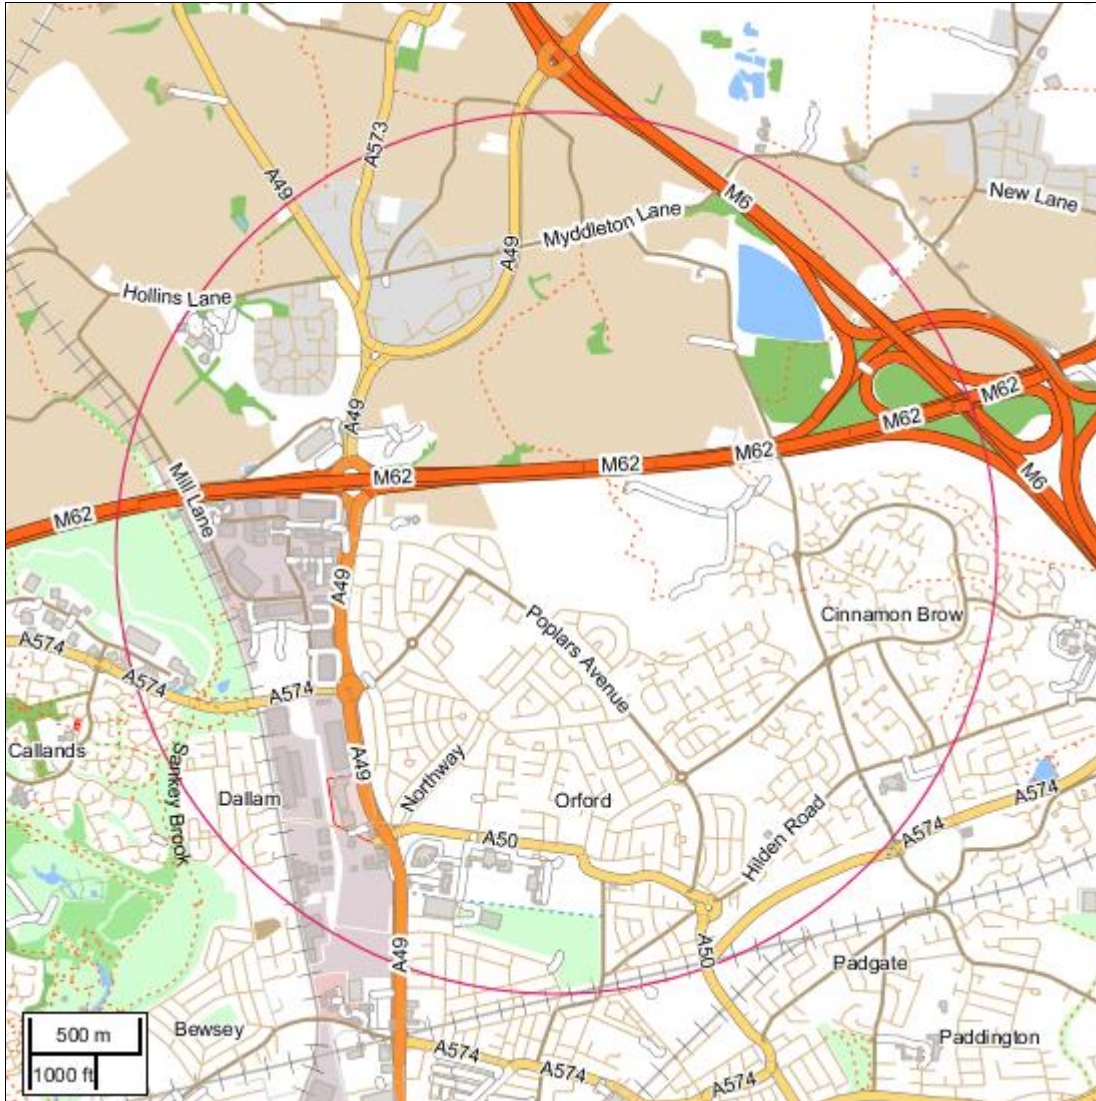 A573
A49
M6
New Lane
Myddleton Lane
A49
Hollins Lane
M62
M62
A49
M62
M62
M62
Mill Lane
M6
M62
A49
Poplars Avenue
Cinnamon Brow
A574
A574
A574
Callands
Sankey Brook
A49
Northway
Dallam
Orford
A574
Hilden Road
A50
A574
A49
A50
Padgate
500 m
1000 ft
Bewsey
Paddington
A574
A574
A574